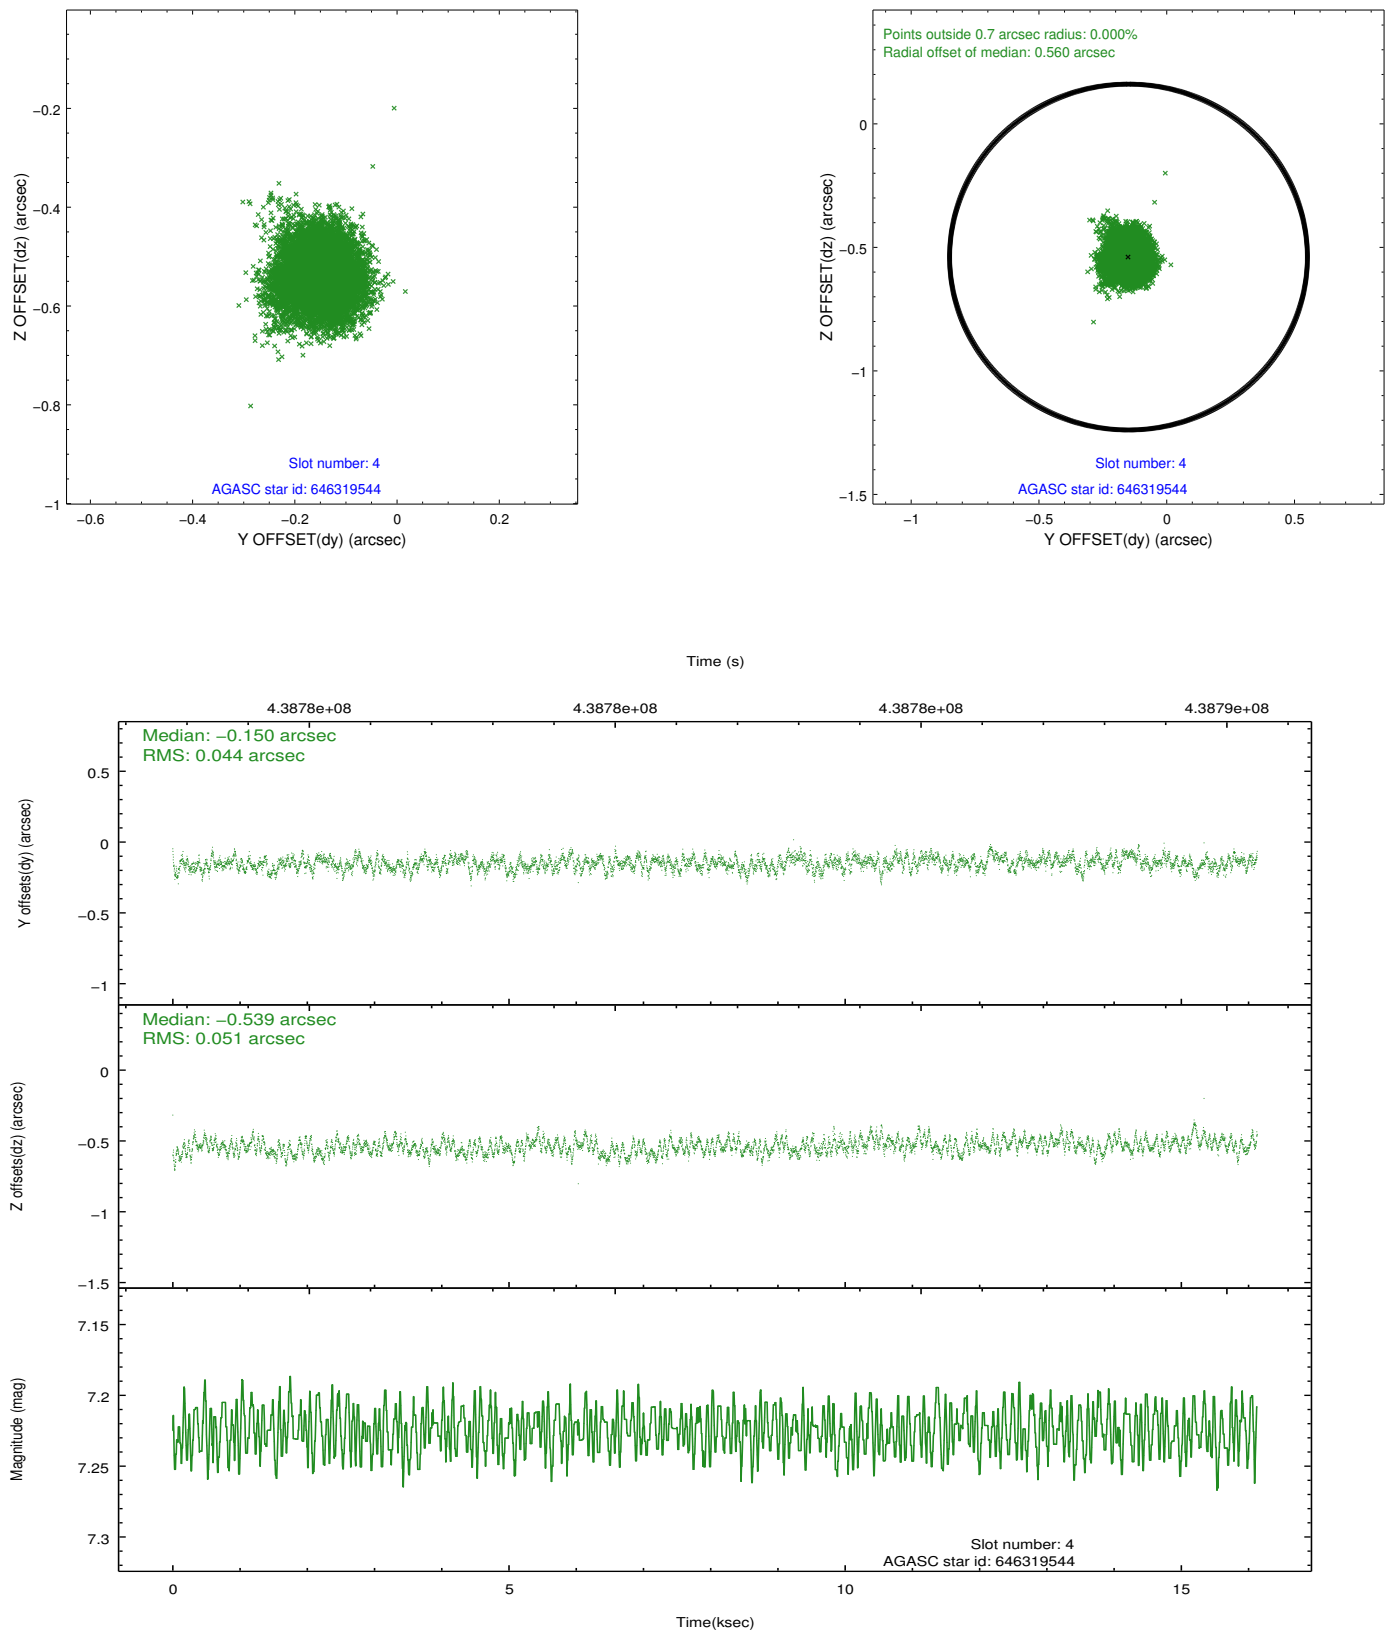 −0.2
−0.4
−0.6
−0.8
−1
Z OFFSET(dz) (arcsec)
Slot number: 4
AGASC star id: 646319544
−0.6
−0.4
−0.2
0
0.2
Y OFFSET(dy) (arcsec)
Points outside 0.7 arcsec radius: 0.000%
Radial offset of median: 0.560 arcsec
0
−0.5
−1
−1.5
Z OFFSET(dz) (arcsec)
Slot number: 4
AGASC star id: 646319544
−1
−0.5
0
0.5
Y OFFSET(dy) (arcsec)
Time (s)
4.3878e+08
4.3878e+08
4.3878e+08
4.3879e+08
Median: −0.150 arcsec
RMS: 0.044 arcsec
0.5
0
−0.5
−1
Y offsets(dy) (arcsec)
Median: −0.539 arcsec
RMS: 0.051 arcsec
0
−0.5
−1
−1.5
Z offsets(dz) (arcsec)
7.15
7.2
7.25
7.3
Magnitude (mag)
Slot number: 4
AGASC star id: 646319544
0
5
10
15
Time(ksec)